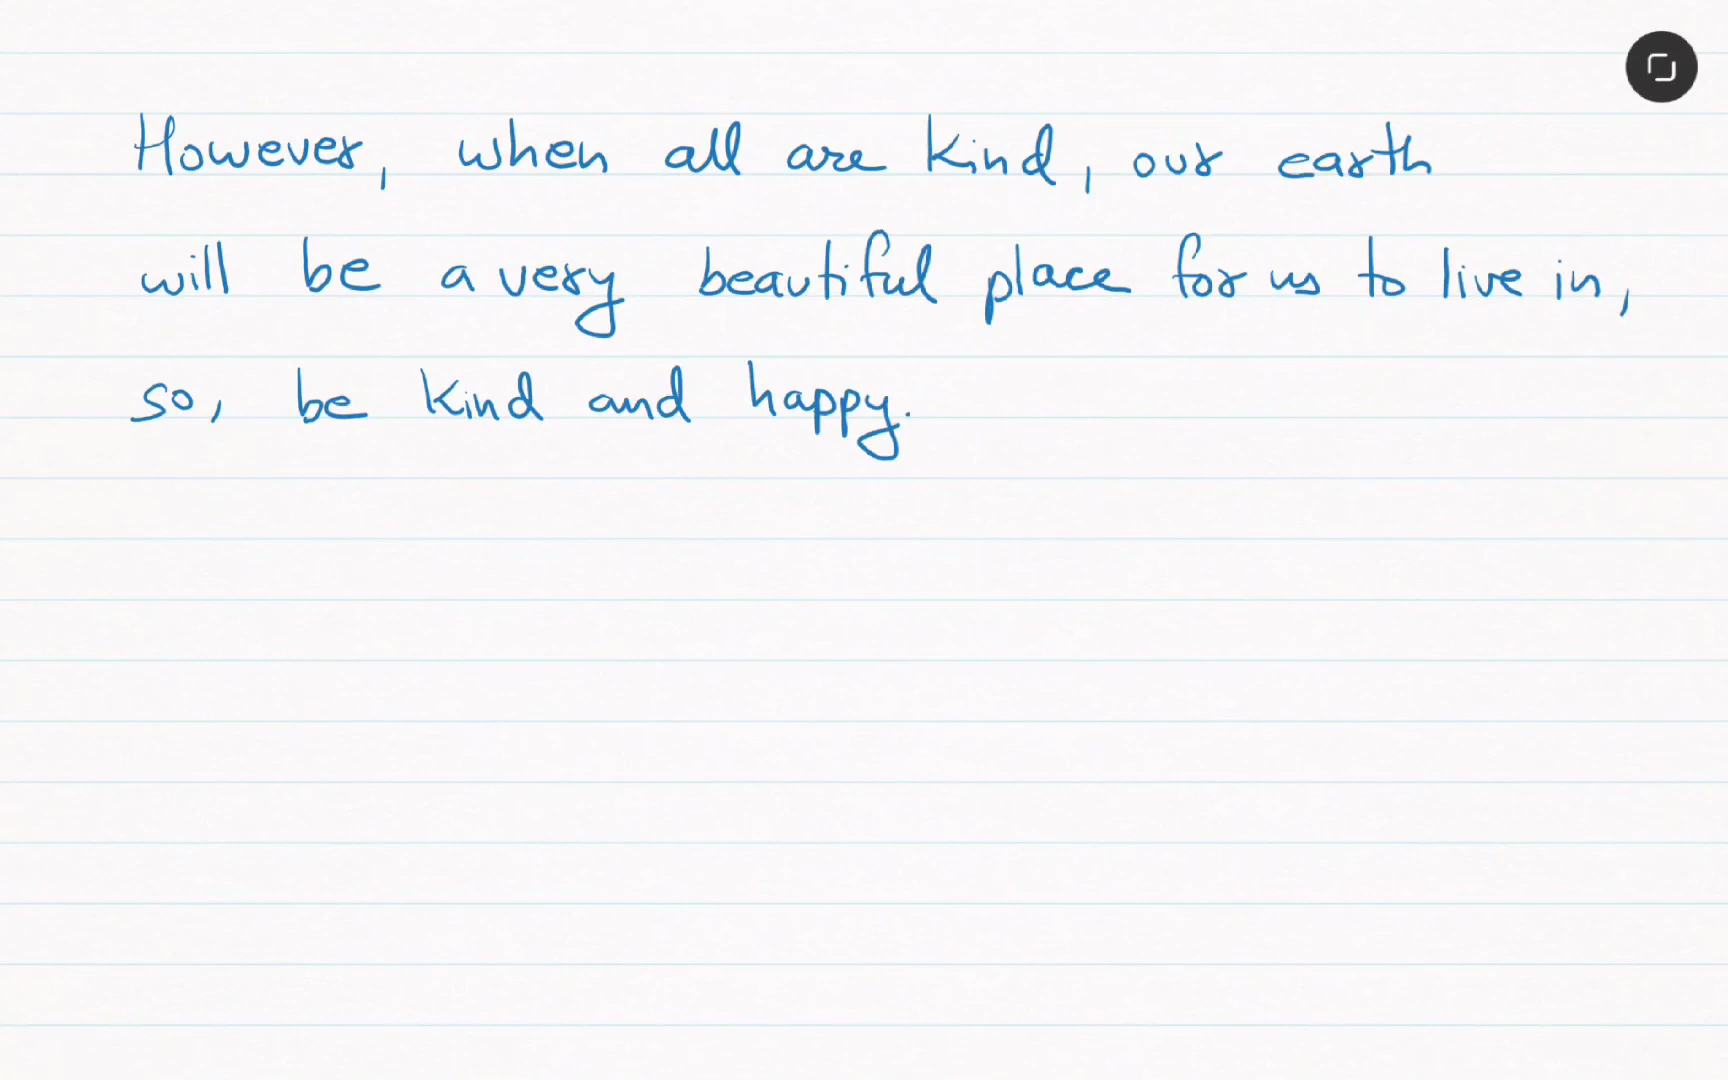 However, when all are kind, our earth
will be a very beautiful place for us to live in,
so, be kind and happy.